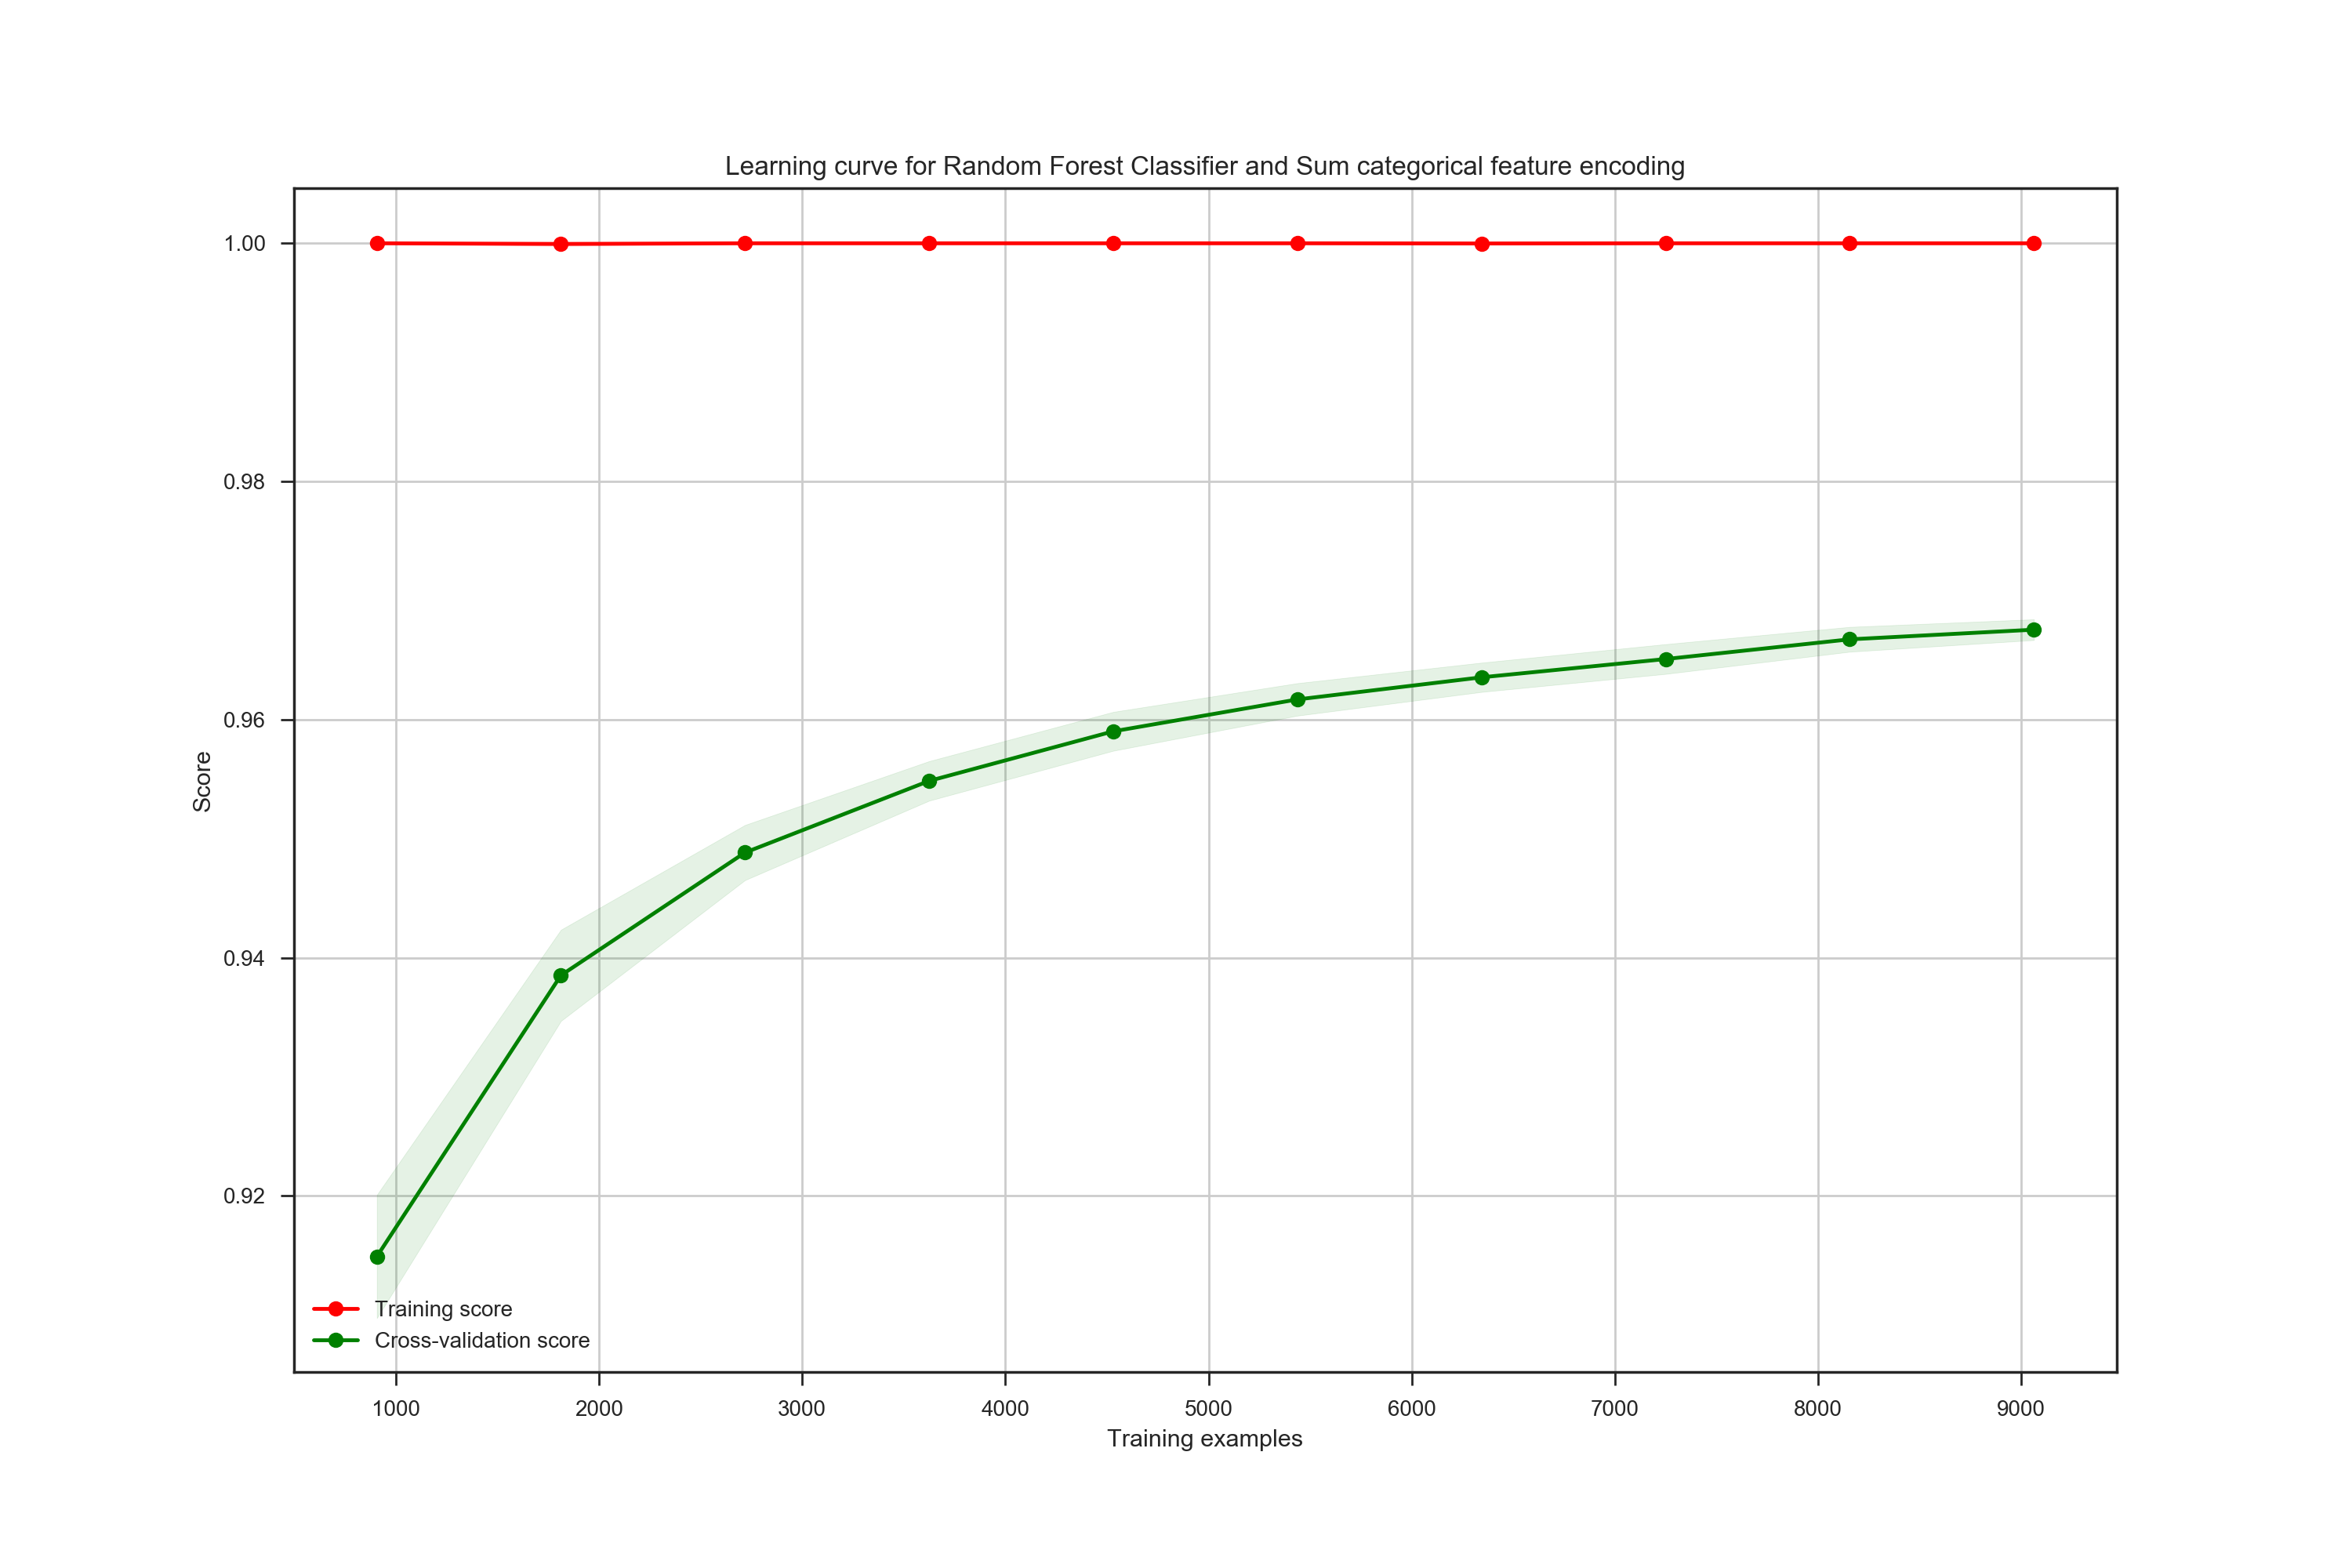 Learning curve for Random Forest Classifier and Sum categorical feature encoding
1.00
0.98
0.96
0.94
0.92
Score
Training score
Cross-validation score
1000 2000 3000 4000 5000 6000 7000 8000 9000
Training examples